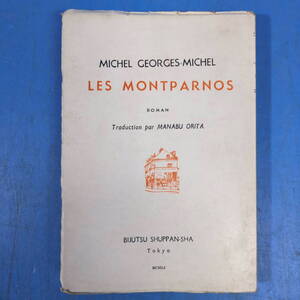 MICHEL GEORGES-MICHEL
LES MONTPARNOS
ROMAN
Traduction par MANABU ORITA
BIJUTSU SHUPPAN-SHA
Tokyo